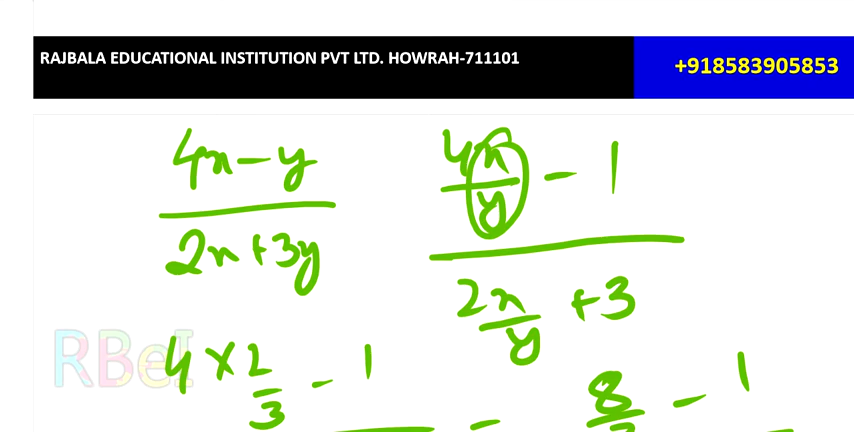 RAJBALA EDUCATIONAL INSTITUTION PVT LTD. HOWRAH-711101
+918583905853
4x - y
2x + 3y
4x/y - 1
2x/y + 3
RBeI
4 × 2/3 - 1
= 8/3 - 1